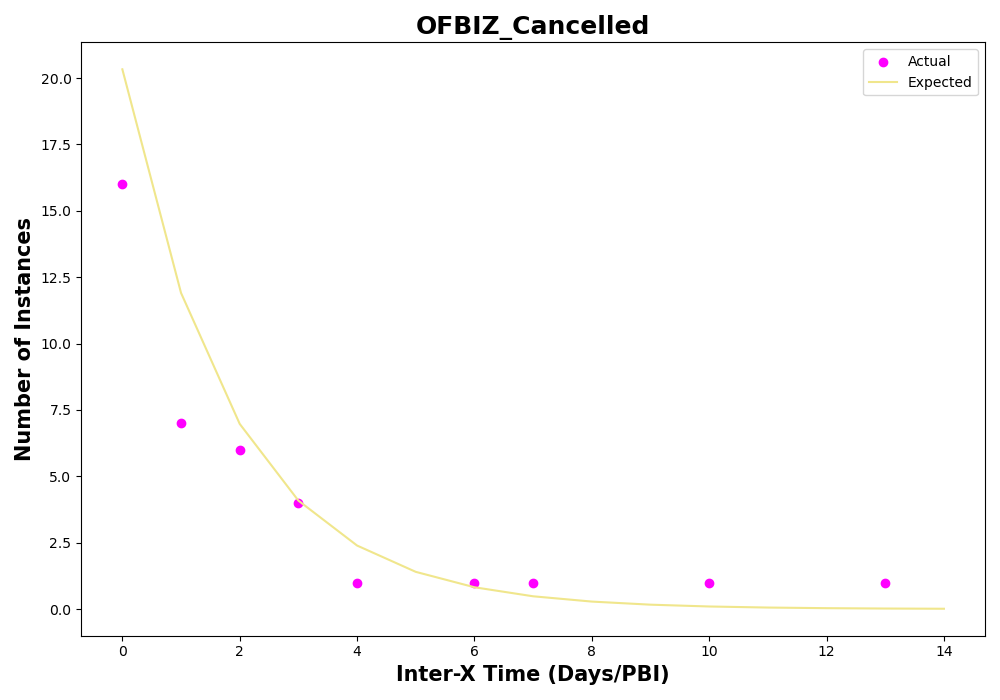 OFBIZ_Cancelled
Actual
Expected
20.0
17.5
15.0
12.5
10.0
7.5
5.0
2.5
0.0
Number of Instances
0 2 4 6 8 10 12 14
Inter-X Time (Days/PBI)